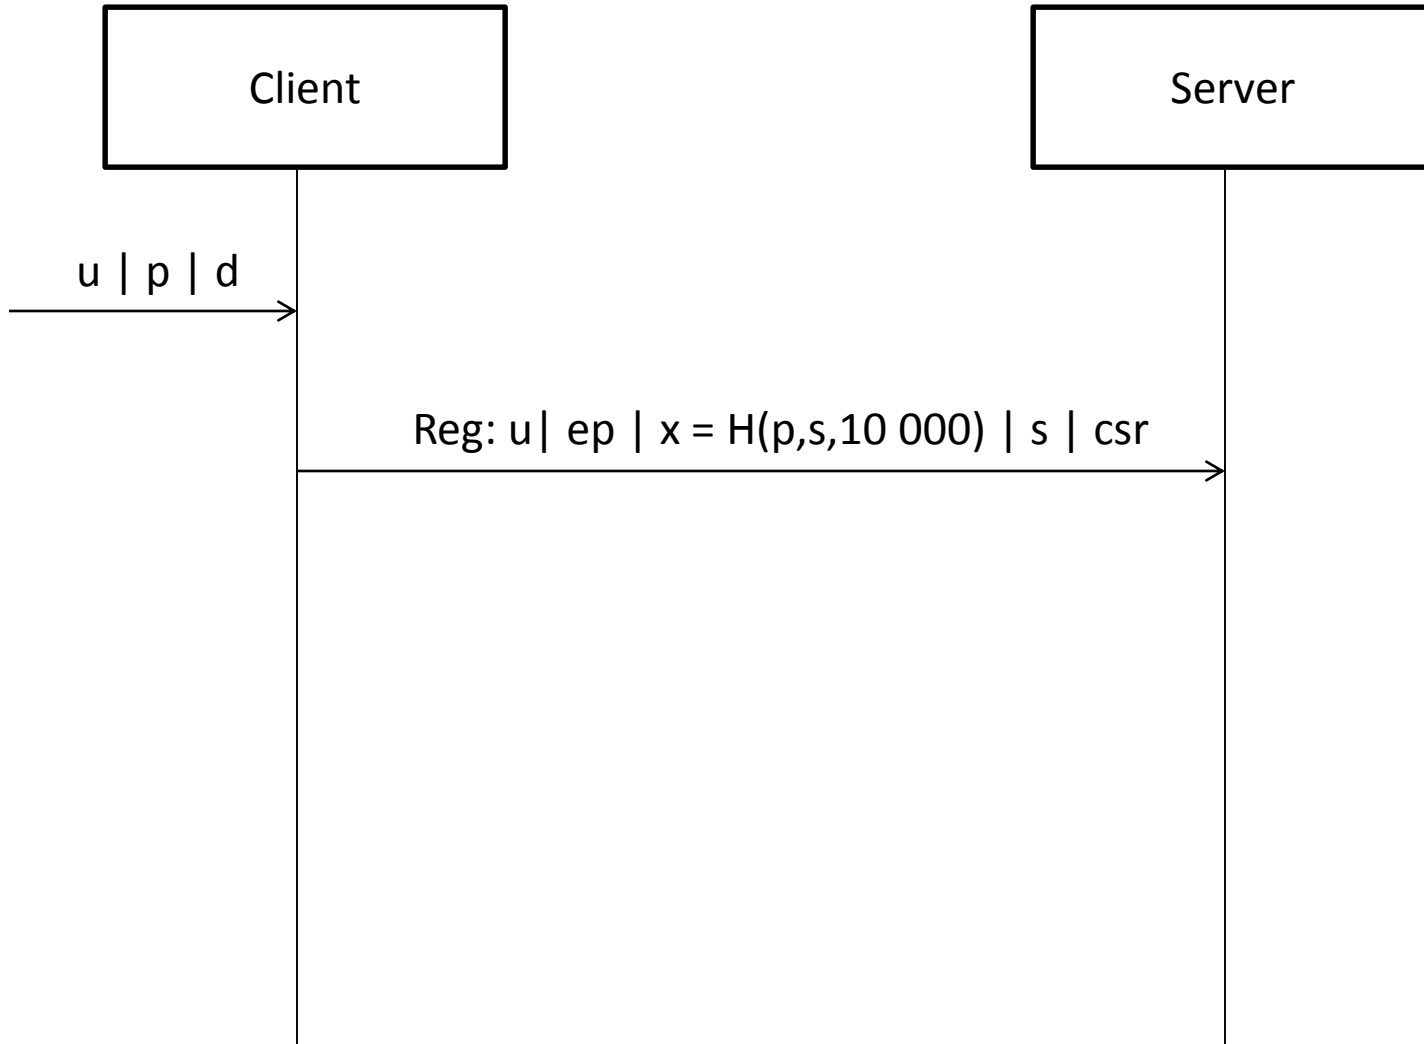 Client
Server
u | p | d
Reg: u| ep | x = H(p,s,10 000) | s | csr